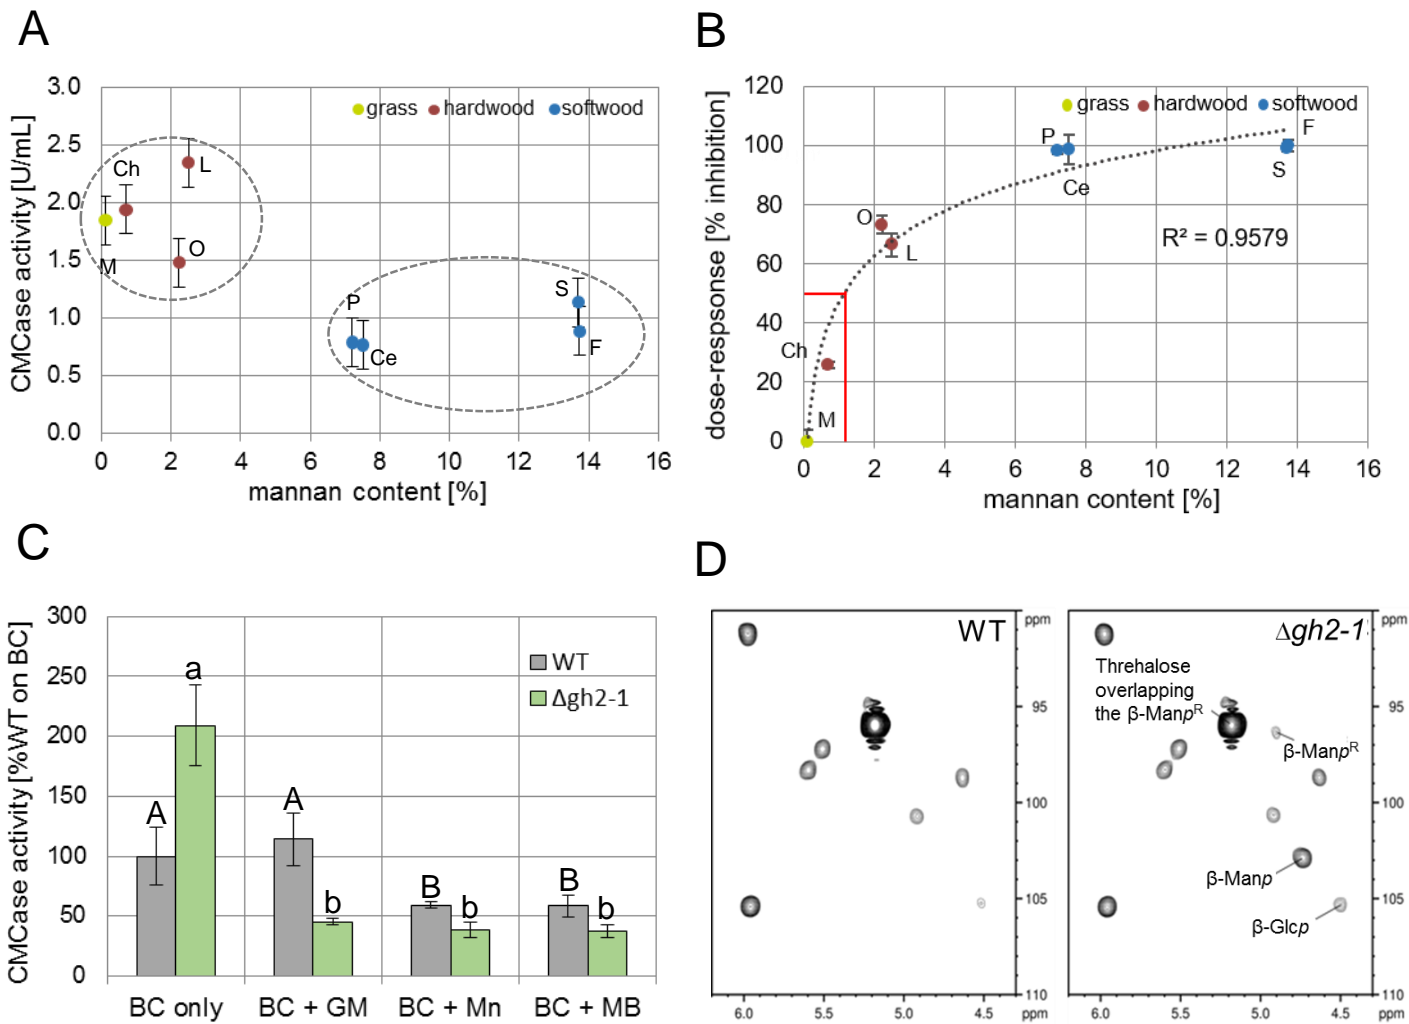 A
CMCase activity [U/mL]
3.0
2.5
2.0
1.5
1.0
0.5
0.0
grass hardwood softwood
Ch
L
M
O
P
Ce
S
F
0 2 4 6 8 10 12 14 16
mannan content [%]
B
dose-repsponse [% inhibition]
120
100
80
60
40
20
0
grass hardwood softwood
P
Ce
F
S
O
L
R² = 0.9579
Ch
M
0 2 4 6 8 10 12 14 16
mannan content [%]
C
CMCase activity [%WT on BC]
300
250
200
150
100
50
0
WT
Δgh2-1
A
a
A
b
B
b
B
b
BC only BC + GM BC + Mn BC + MB
D
WT
ppm
95
100
105
110
6.0 5.5 5.0 4.5 ppm
Δgh2-1
Threhalose
overlapping
the β-ManpR
β-ManpR
β-Manp
β-Glcp
ppm
95
100
105
110
6.0 5.5 5.0 4.5 ppm